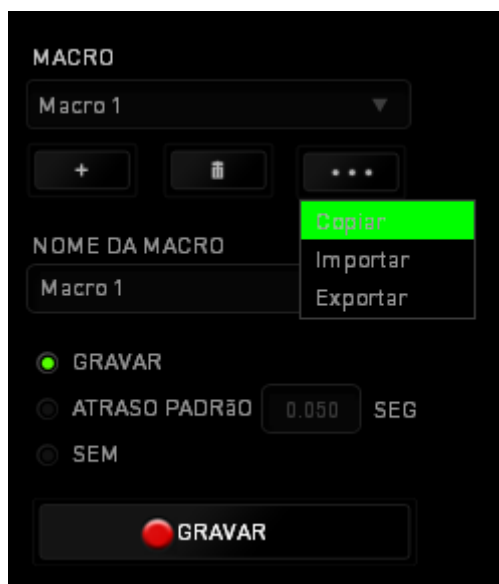 MACRO
Macro 1
+
...
Copiar
NOME DA MACRO
Importar
Macro 1
Exportar
GRAVAR
ATRASO PADRãO 0.050 SEG
SEM
GRAVAR